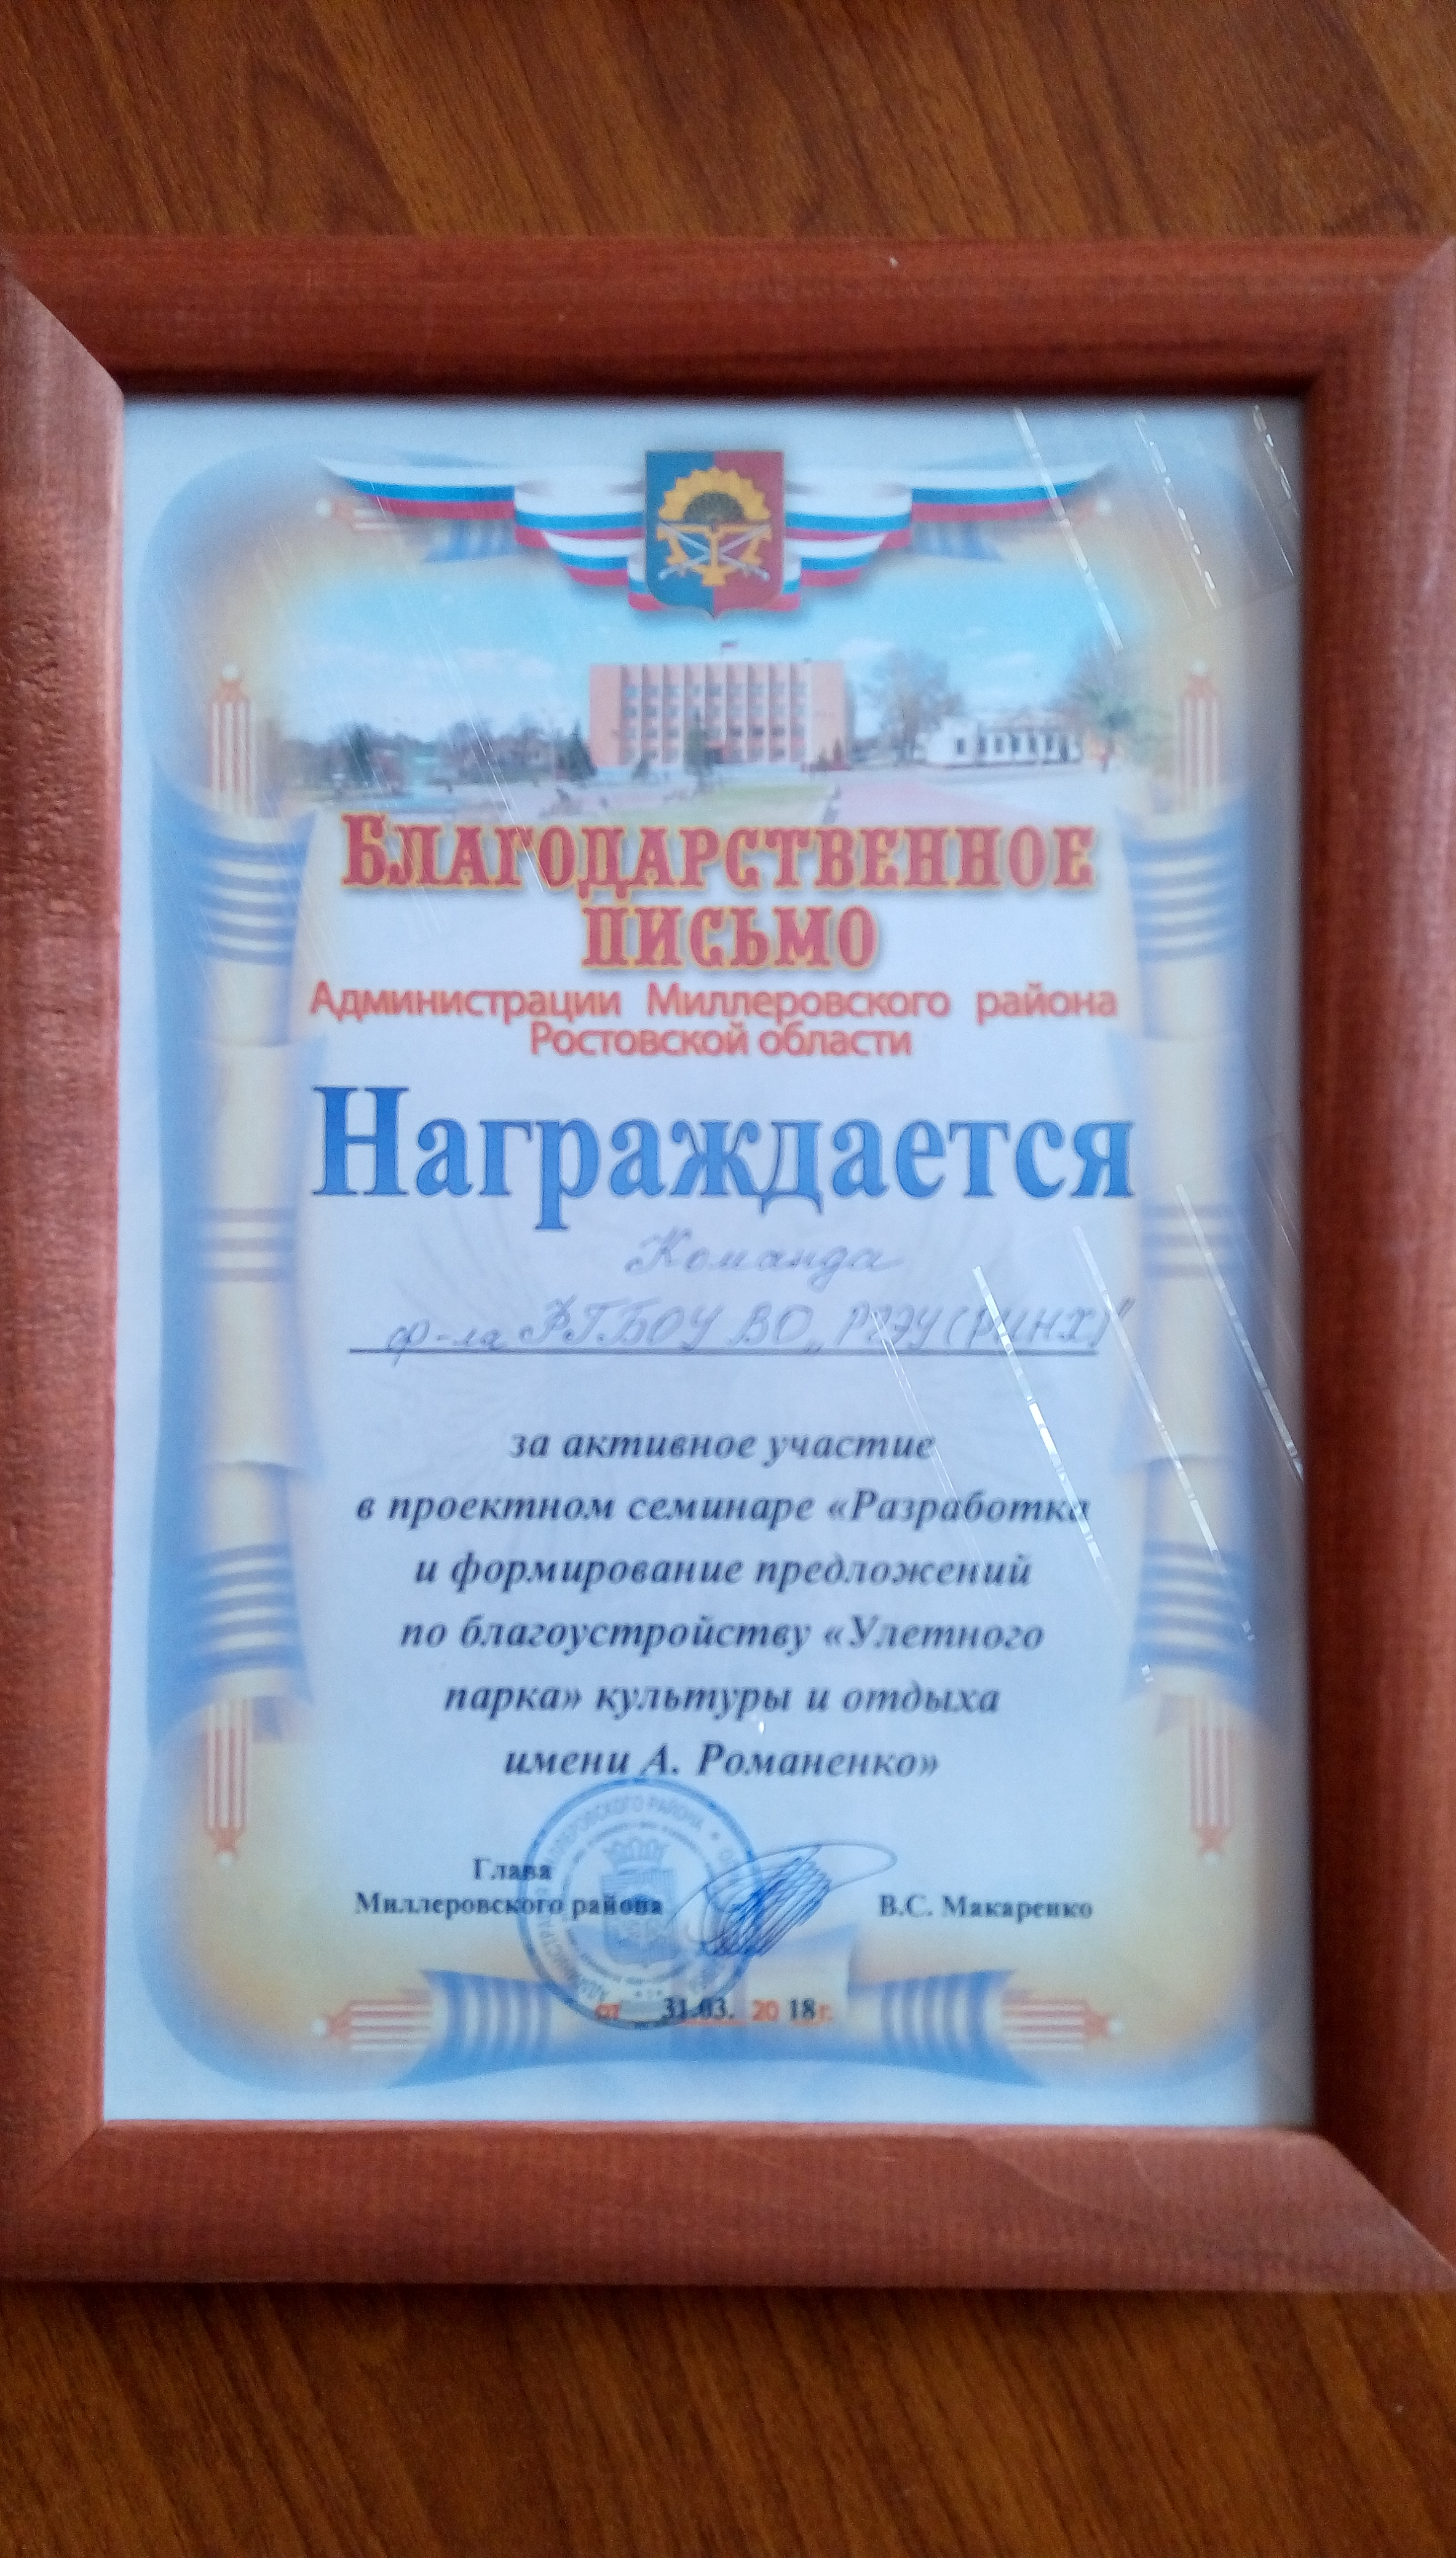 БЛАГОДАРСТВЕННОЕ
ПИСЬМО
Администрации Миллеровского района
Ростовской области
Награждается
Команда
ф-ла ФГБОУ ВО „РГЭУ (РИНХ)"
за активное участие
в проектном семинаре «Разработка
и формирование предложений
по благоустройству «Улетного
парка» культуры и отдыха
имени А. Романенко»
Глава
Миллеровского района
В.С. Макаренко
МИЛЛЕРОВСКОГО РАЙОНА
от 31.03. 2018г.